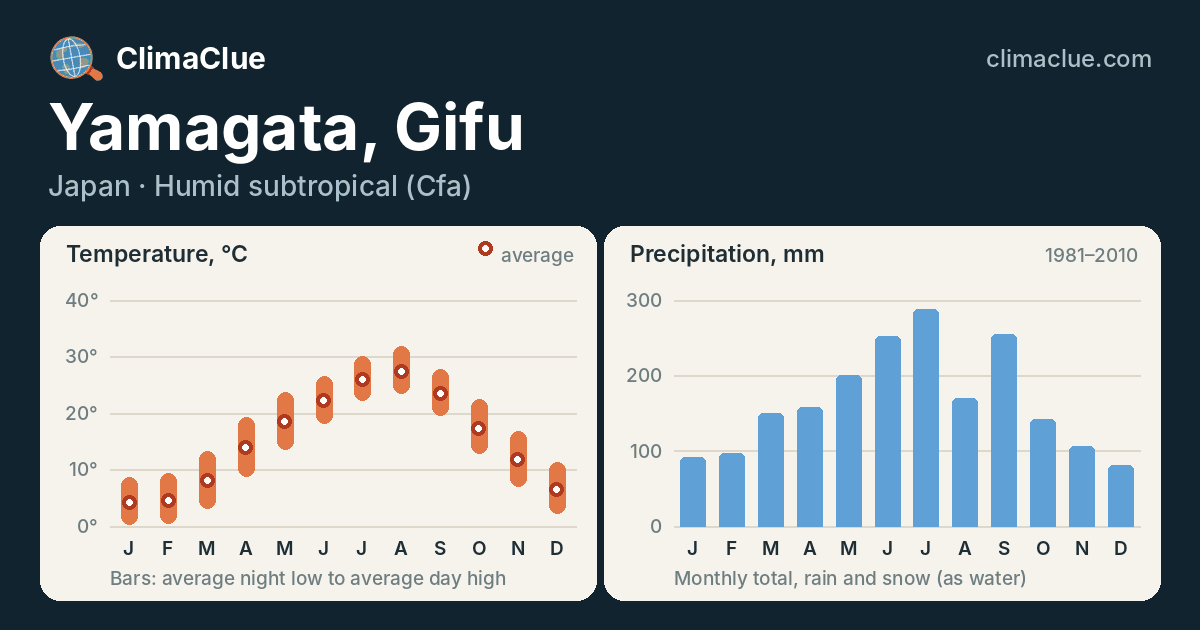 ClimaClue
climaclue.com
Yamagata, Gifu
Japan · Humid subtropical (Cfa)
Temperature, °C
average
40°
30°
20°
10°
0°
J F M A M J J A S O N D
Bars: average night low to average day high
Precipitation, mm
1981–2010
300
200
100
0
J F M A M J J A S O N D
Monthly total, rain and snow (as water)